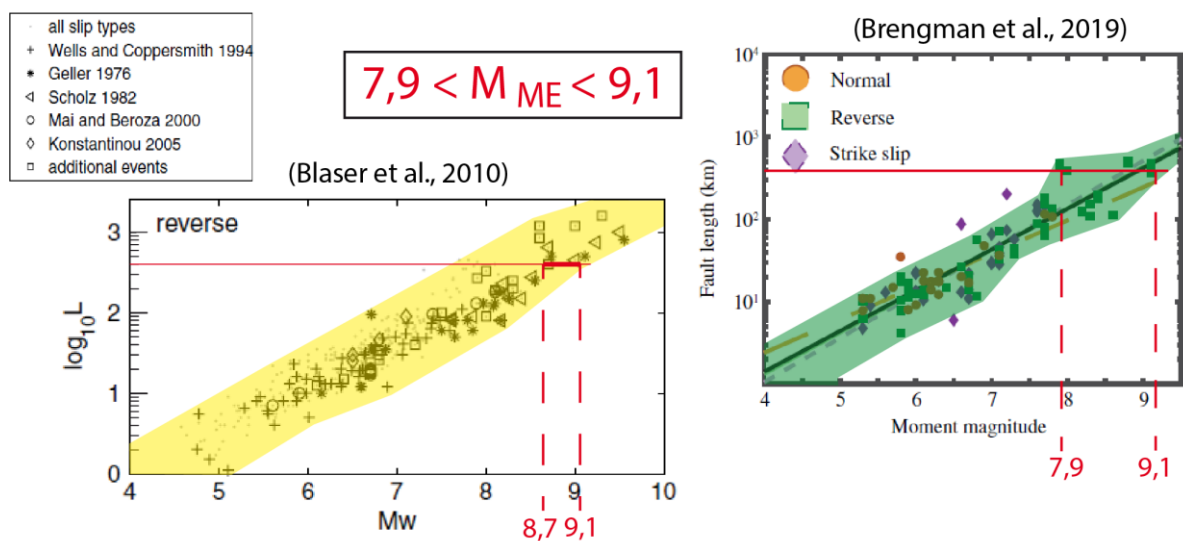 all slip types
Wells and Coppersmith 1994
Geller 1976
Scholz 1982
Mai and Beroza 2000
Konstantinou 2005
additional events
7,9 < M ME < 9,1
(Blaser et al., 2010)
reverse
log10L
3
2
1
0
4 5 6 7 8 9 10
Mw
8,7 9,1
(Brengman et al., 2019)
Normal
Reverse
Strike slip
Fault length (km)
10^4
10^3
10^2
10^1
4 5 6 7 8 9
Moment magnitude
7,9 9,1